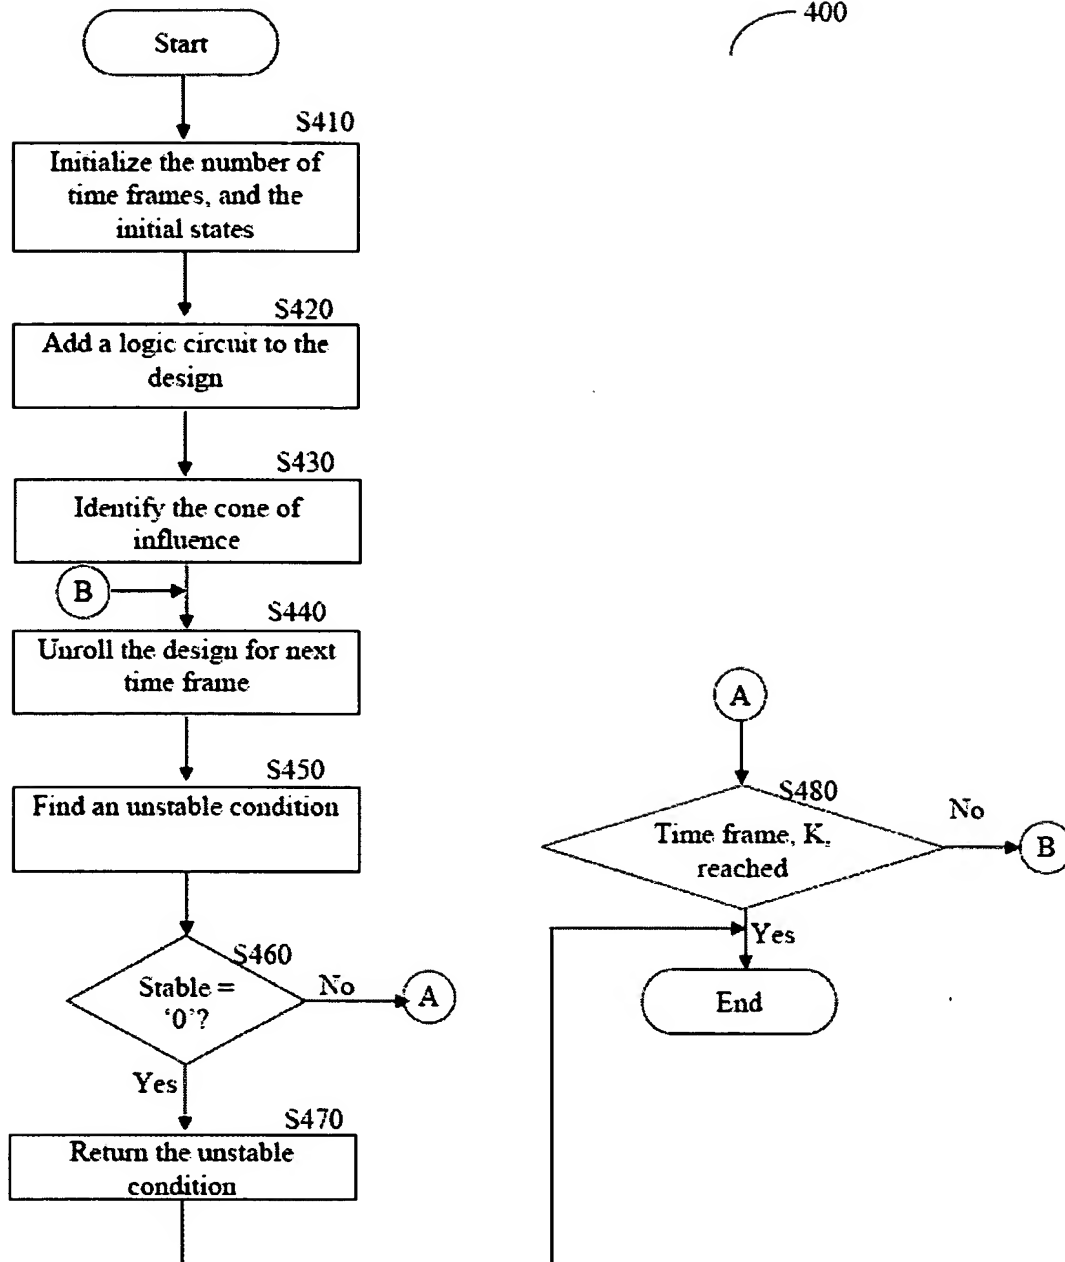 400
Start
S410
Initialize the number of
time frames, and the
initial states
S420
Add a logic circuit to the
design
S430
Identify the cone of
influence
B
S440
Unroll the design for next
time frame
S450
Find an unstable condition
S460
Stable =
‘0’?
No
A
Yes
S470
Return the unstable
condition
A
S480
Time frame, K,
reached
No
B
Yes
End